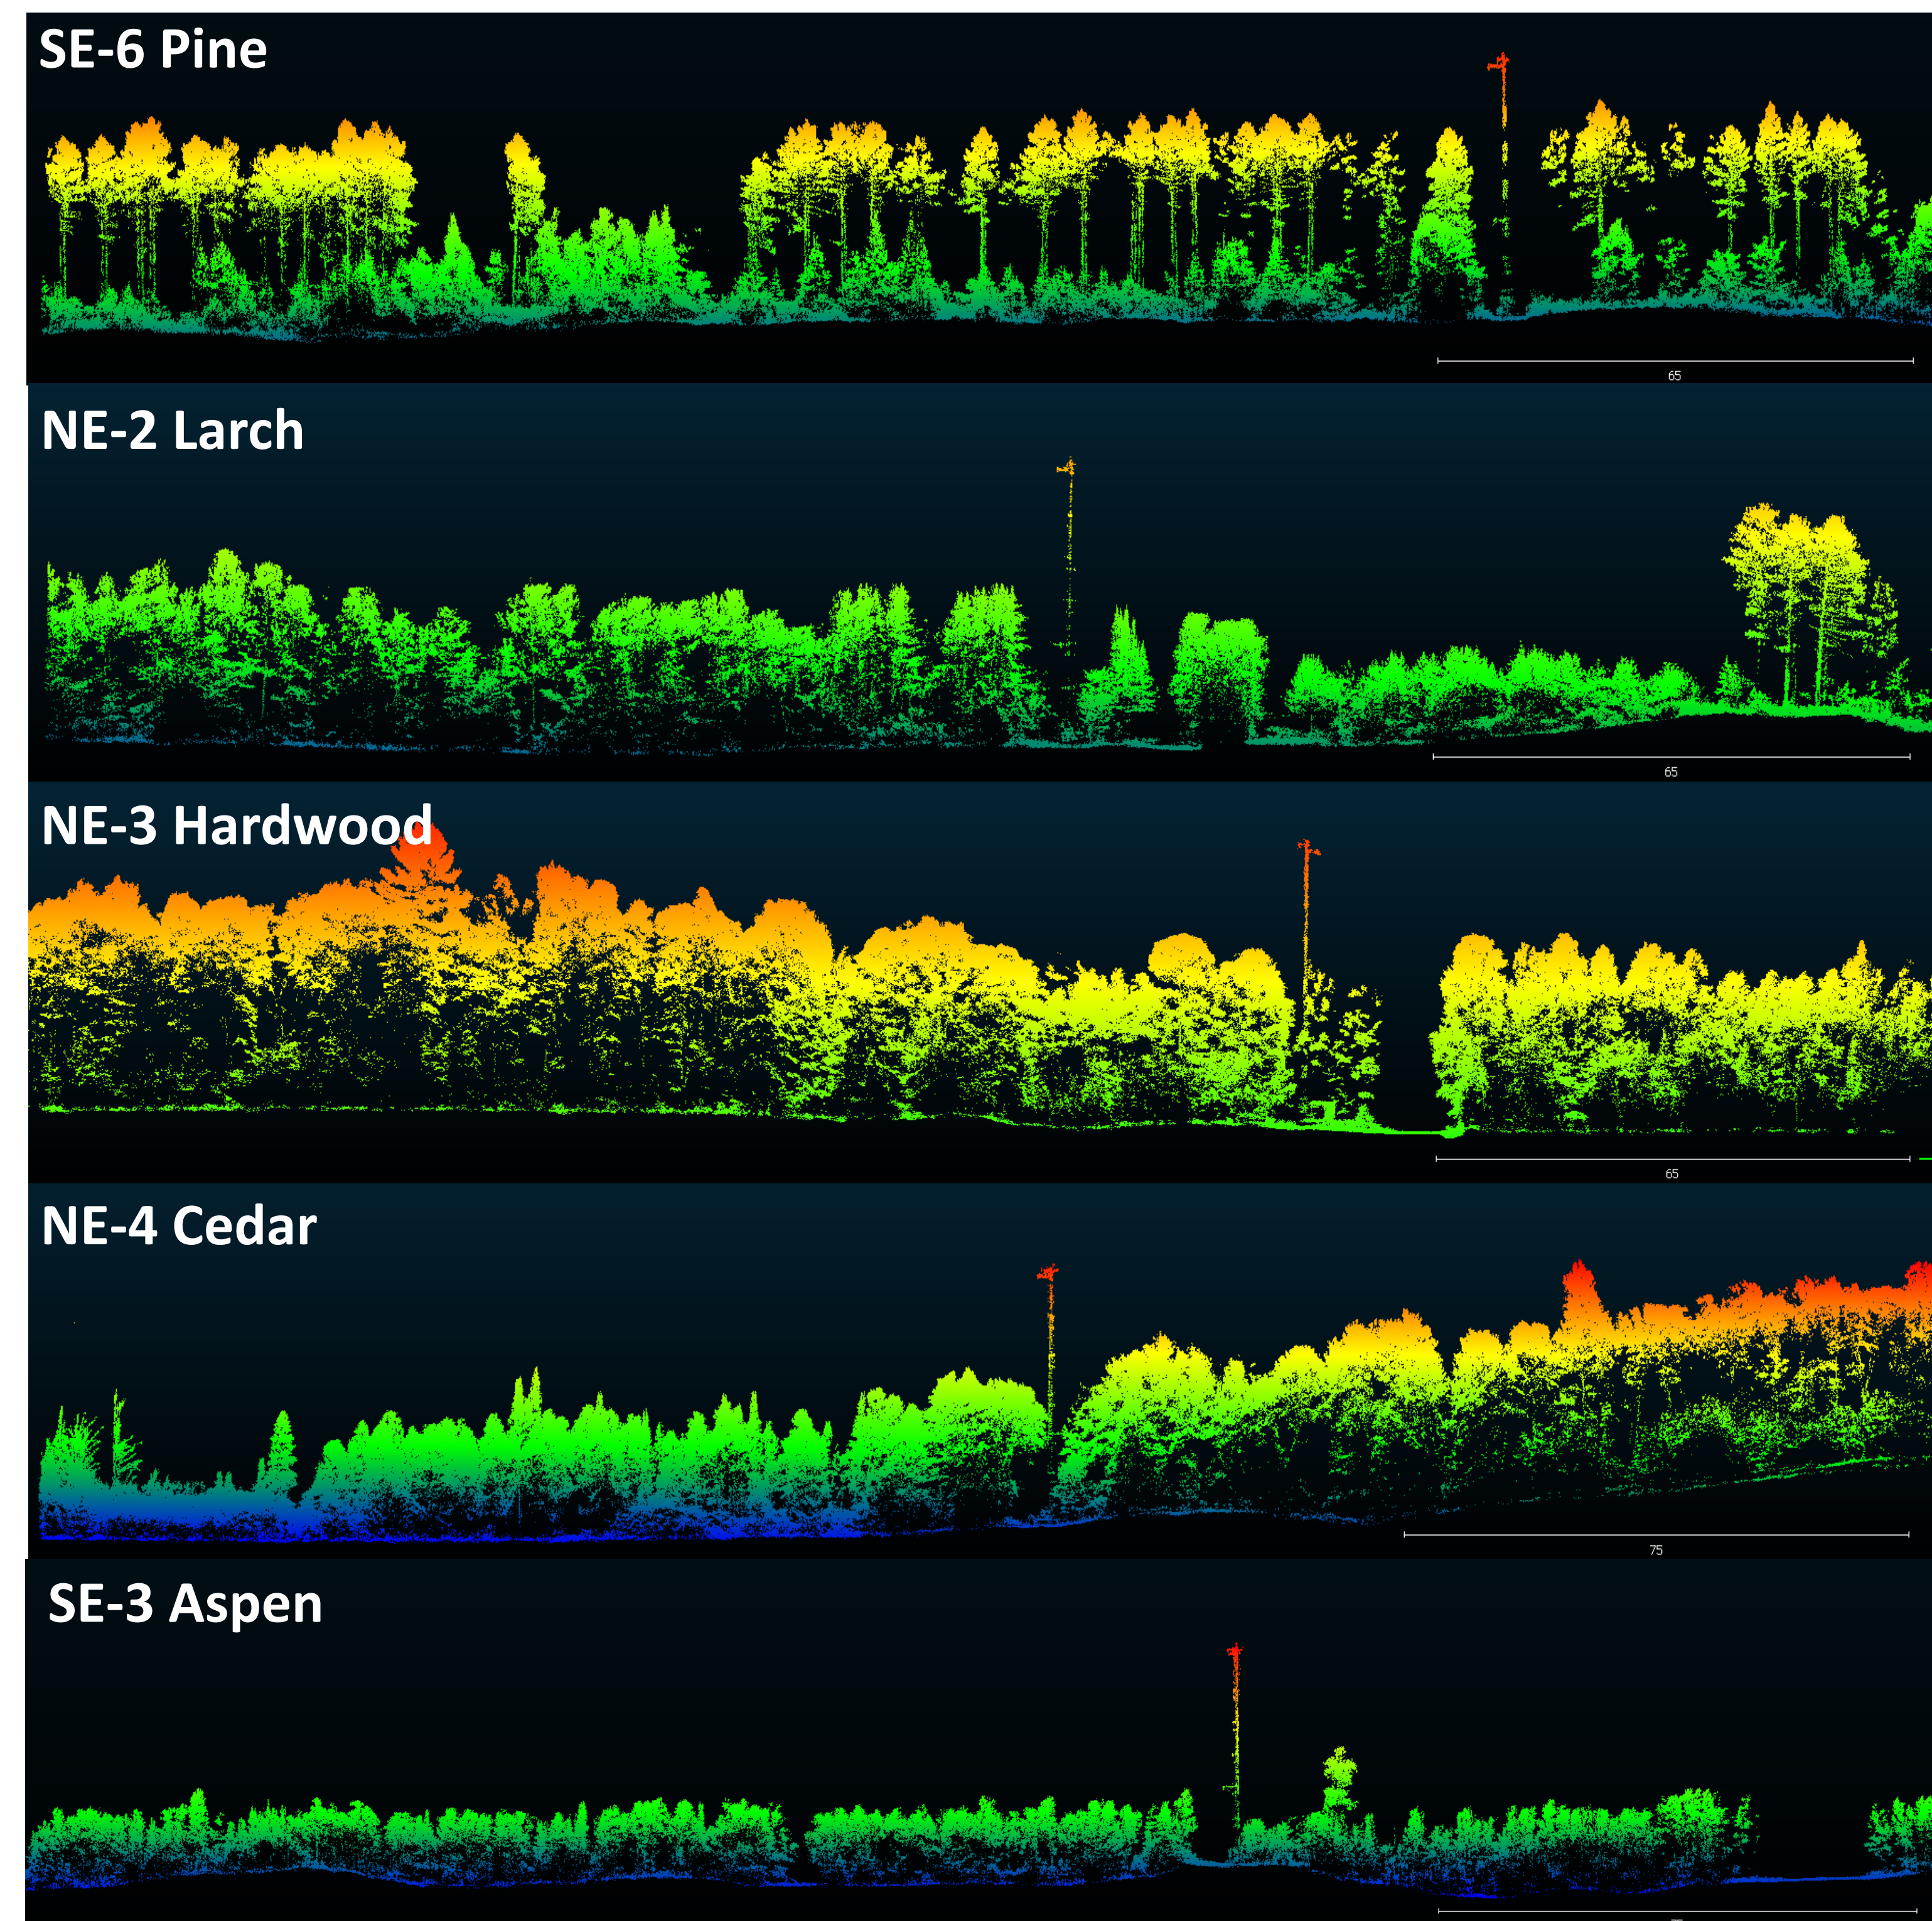 SE-6 Pine
65
NE-2 Larch
65
NE-3 Hardwood
65
NE-4 Cedar
75
SE-3 Aspen